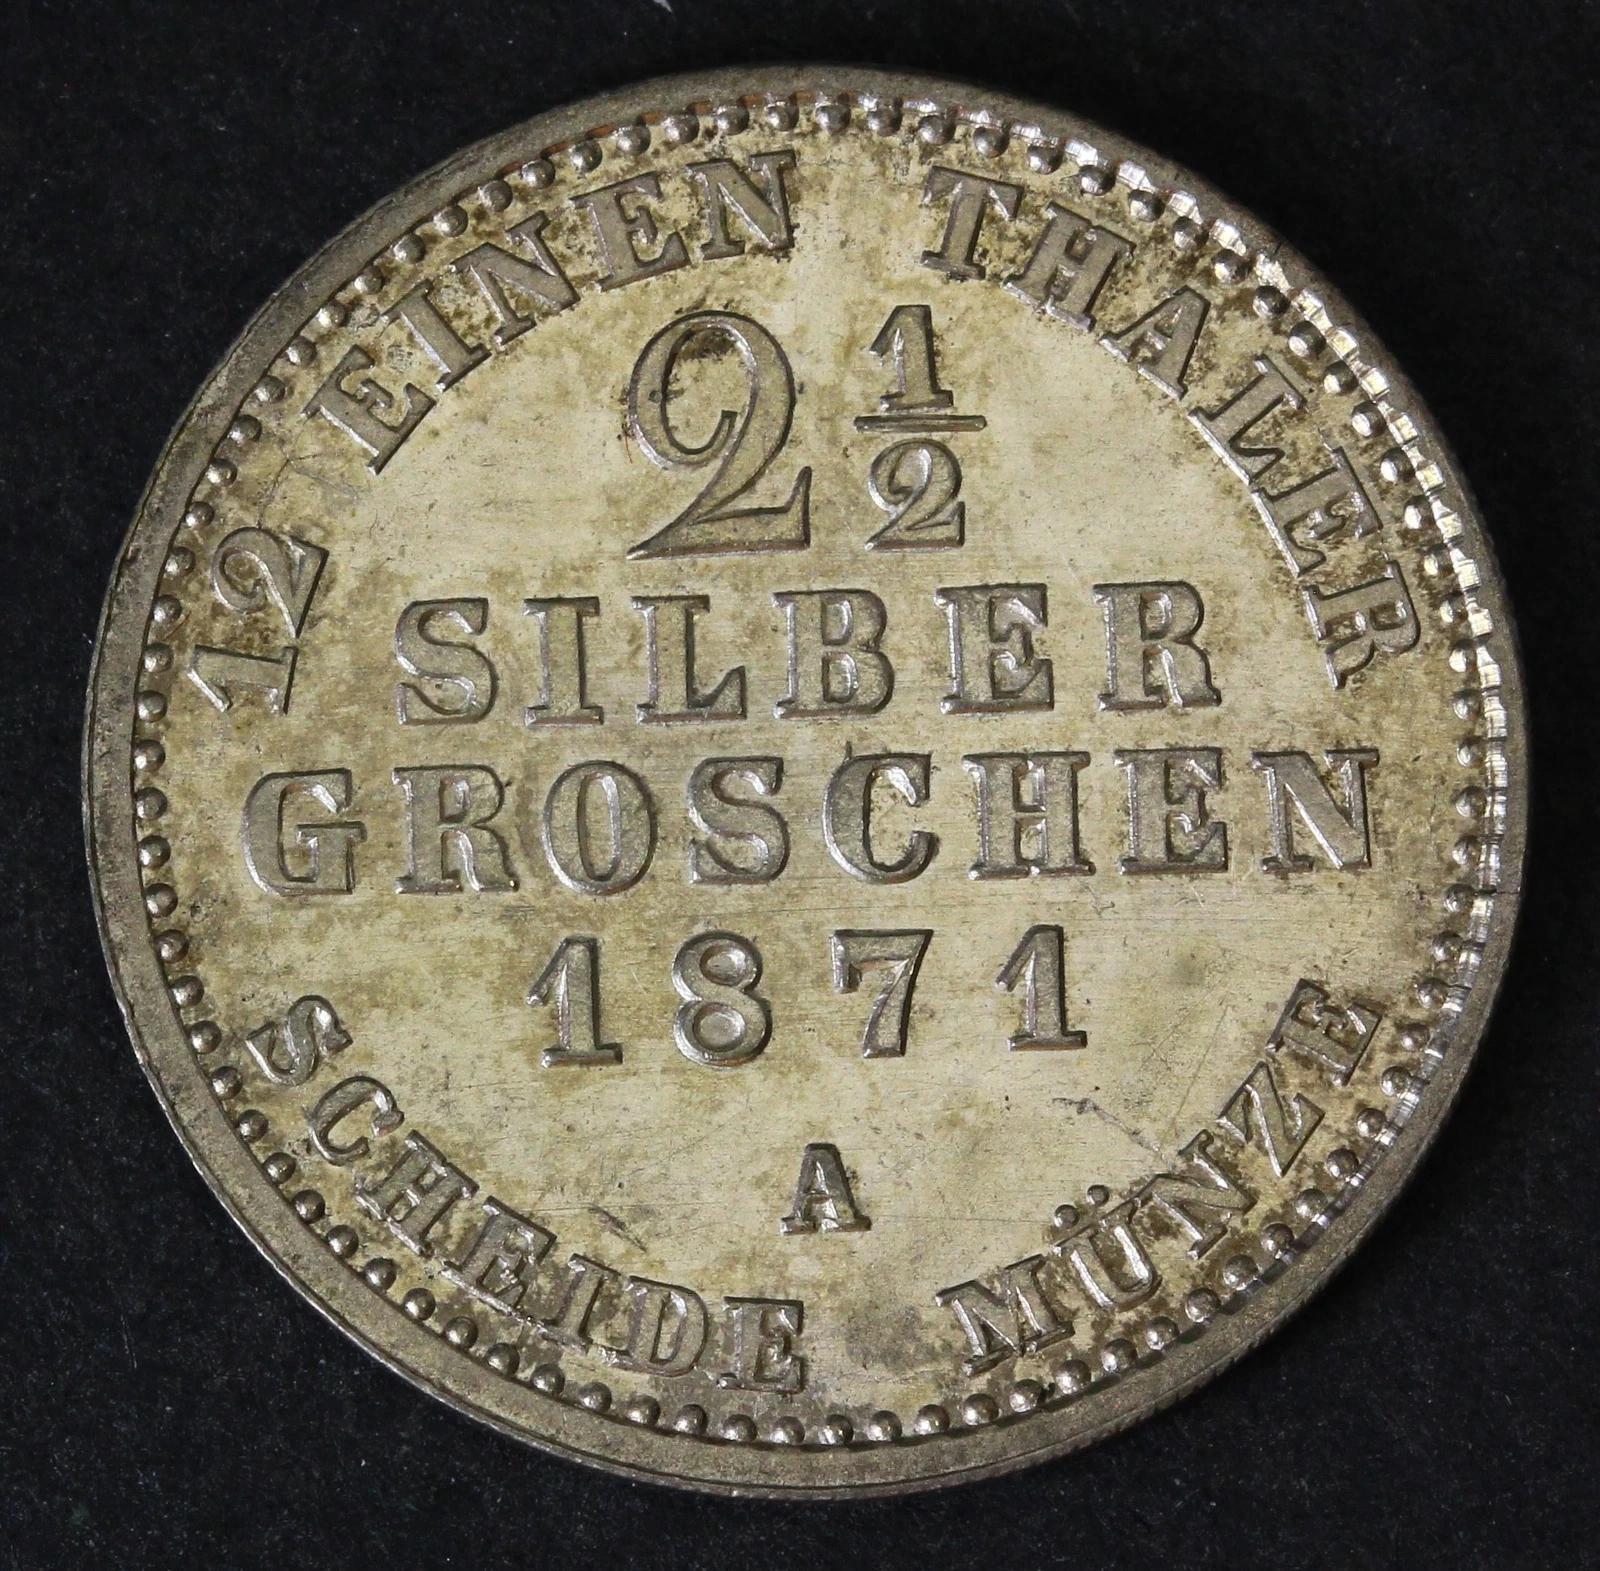 12 EINEN THALER
2 1/2
SILBER
GROSCHEN
1871
A
SCHEIDE MÜNZE